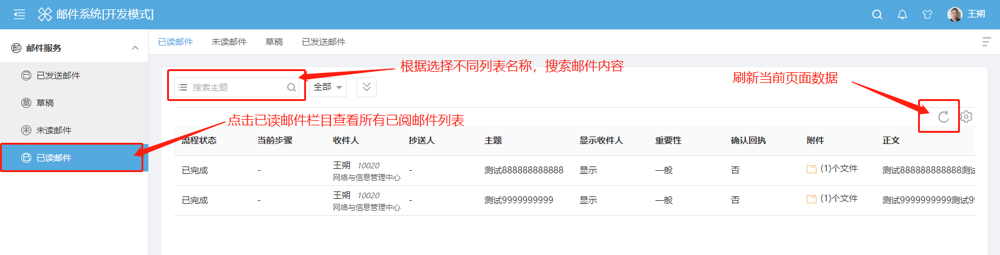 邮件系统[开发模式]
王朔
邮件服务
已发送邮件
草稿
未读邮件
已读邮件
已读邮件 未读邮件 草稿 已发送邮件
根据选择不同列表名称，搜索邮件内容
刷新当前页面数据
搜索主题
全部
点击已读邮件栏目查看所有已阅邮件列表
流程状态 当前步骤 收件人 抄送人 主题 显示收件人 重要性 确认回执 附件 正文
已完成 - 王朔 10020 - 测试888888888888 显示 一般 否 (1)个文件 测试888888888888测试
网络与信息管理中心
已完成 - 王朔 10020 - 测试9999999999 显示 一般 否 (1)个文件 测试9999999999测试99
网络与信息管理中心